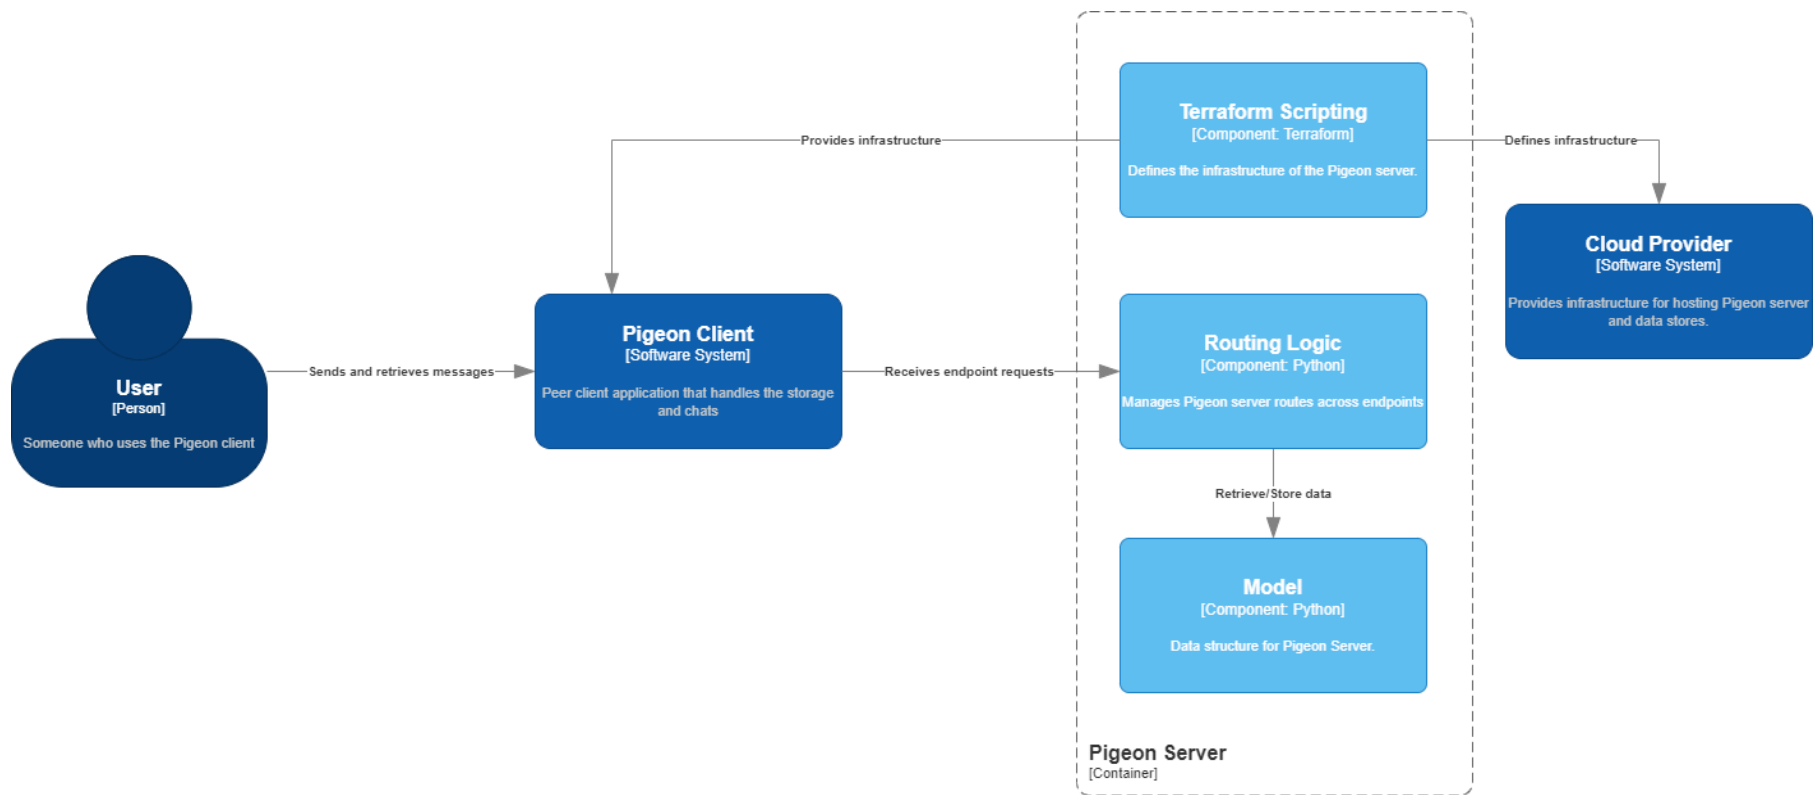 Terraform Scripting
[Component: Terraform]
Defines the infrastructure of the Pigeon server.
Provides infrastructure
Defines infrastructure
Cloud Provider
[Software System]
Provides infrastructure for hosting Pigeon server
and data stores.
User
[Person]
Someone who uses the Pigeon client
Sends and retrieves messages
Pigeon Client
[Software System]
Peer client application that handles the storage
and chats
Receives endpoint requests
Routing Logic
[Component: Python]
Manages Pigeon server routes across endpoints
Retrieve/Store data
Model
[Component: Python]
Data structure for Pigeon Server.
Pigeon Server
[Container]